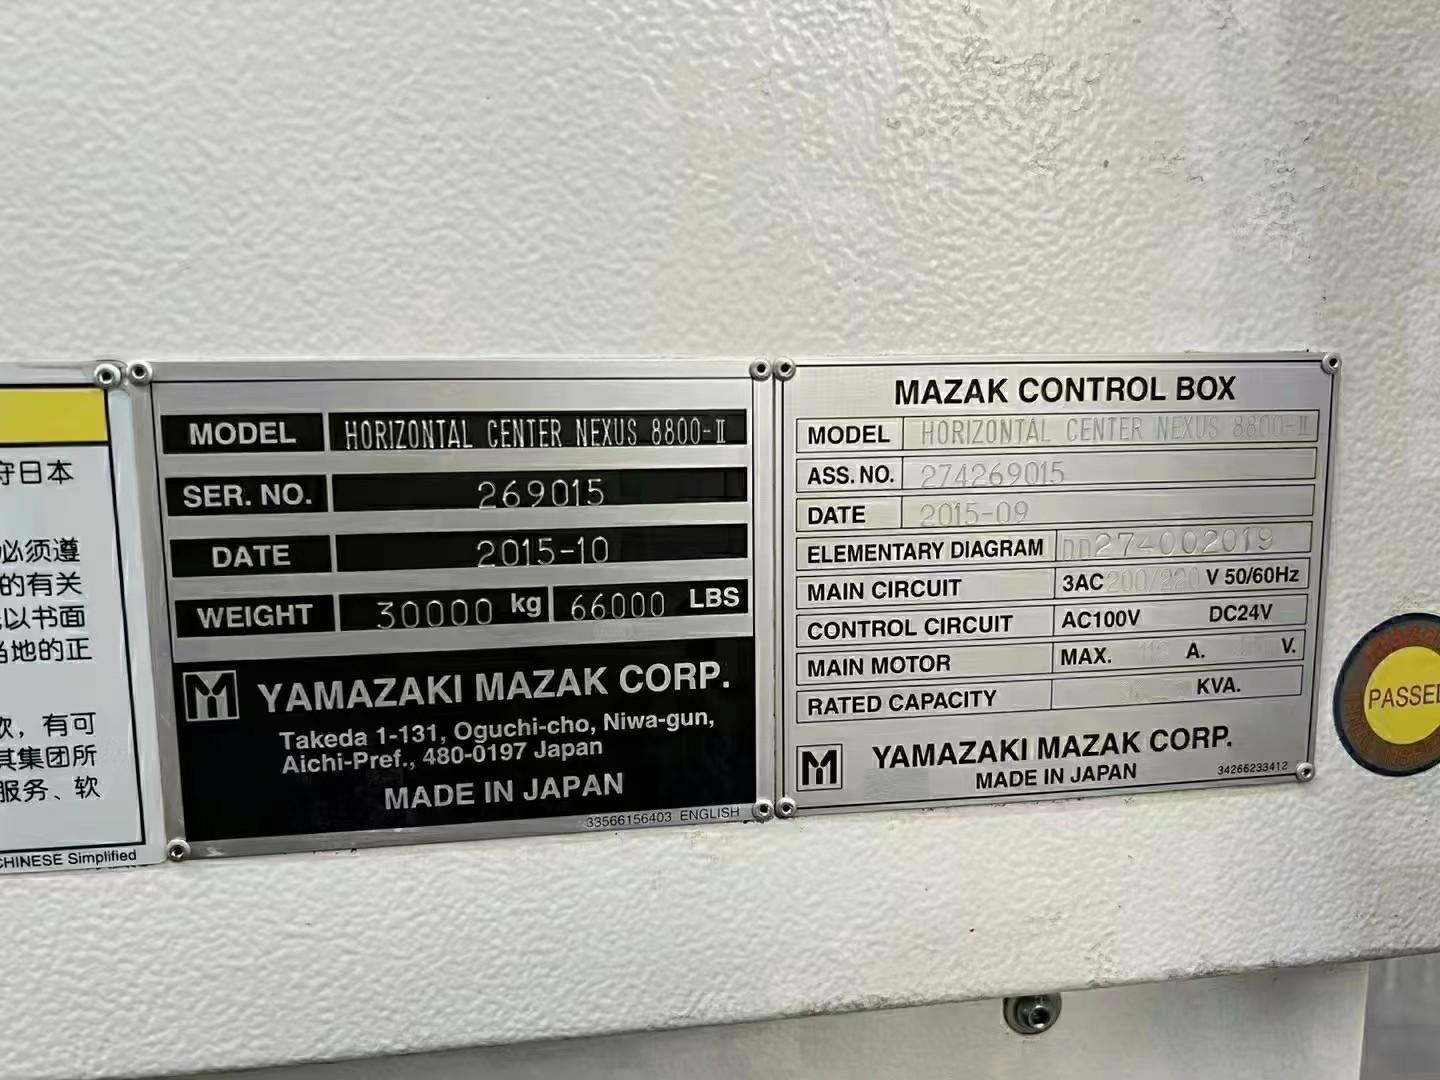 守日本
必须遵
的有关
以书面
当地的正
款，有可
其集团所
服务、软
CHINESE Simplified
MODEL HORIZONTAL CENTER NEXUS 8800-II
SER. NO. 269015
DATE 2015-10
WEIGHT 30000 kg 66000 LBS
YAMAZAKI MAZAK CORP.
Takeda 1-131, Oguchi-cho, Niwa-gun,
Aichi-Pref., 480-0197 Japan
MADE IN JAPAN
33566156403 ENGLISH
MAZAK CONTROL BOX
MODEL HORIZONTAL CENTER NEXUS 8800-II
ASS. NO. 274269015
DATE 2015-09
ELEMENTARY DIAGRAM nn274002019
MAIN CIRCUIT 3AC 200/220 V 50/60Hz
CONTROL CIRCUIT AC100V DC24V
MAIN MOTOR MAX. A. V.
RATED CAPACITY KVA.
YAMAZAKI MAZAK CORP.
MADE IN JAPAN
34266233412
PASSED